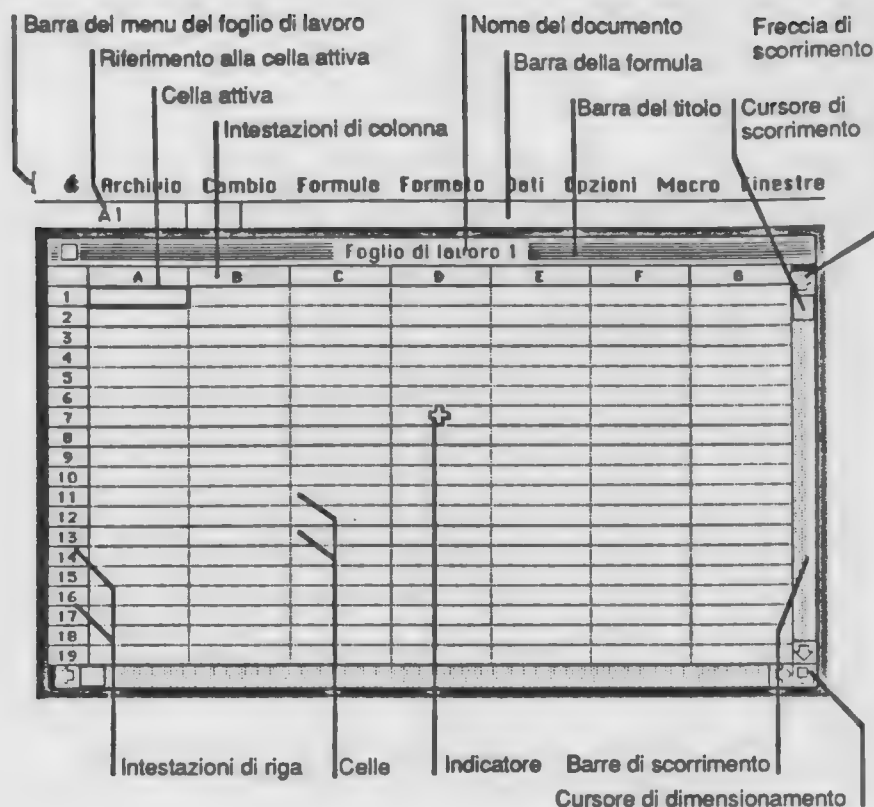 Barra del menu del foglio di lavoro
Riferimento alla cella attiva
Cella attiva
Intestazioni di colonna
Nome del documento
Barra della formula
Barra del titolo
Freccia di
scorrimento
Cursore di
scorrimento
Archivio Cambio Formula Formato Dati Opzioni Macro Finestre
A1
Foglio di lavoro 1
A B C D E F G
1
2
3
4
5
6
7
8
9
10
11
12
13
14
15
16
17
18
19
Intestazioni di riga
Celle
Indicatore
Barre di scorrimento
Cursore di dimensionamento